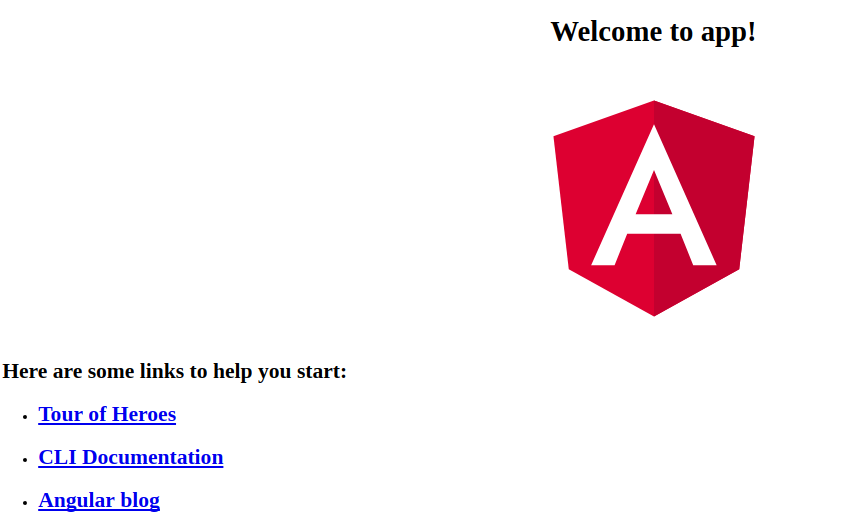 Welcome to app!
A
Here are some links to help you start:
Tour of Heroes
CLI Documentation
Angular blog